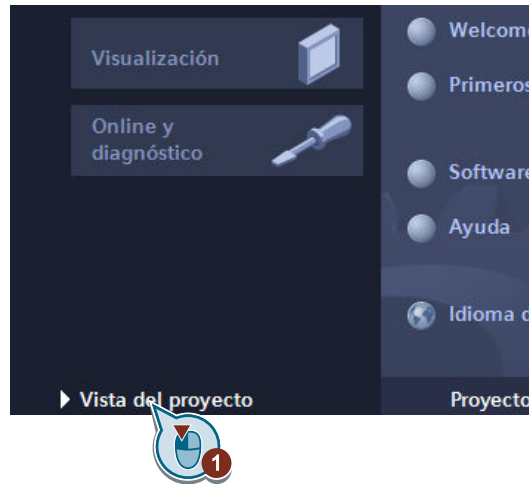 Visualización
Online y
diagnóstico
Welcome
Primeros
Software
Ayuda
Idioma d
Vista del proyecto
Proyecto
1